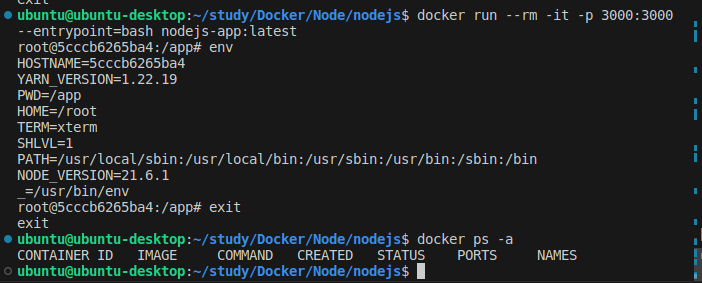 exit
ubuntu@ubuntu-desktop:~/study/Docker/Node/nodejs$ docker run --rm -it -p 3000:3000
--entrypoint=bash nodejs-app:latest
root@5cccb6265ba4:/app# env
HOSTNAME=5cccb6265ba4
YARN_VERSION=1.22.19
PWD=/app
HOME=/root
TERM=xterm
SHLVL=1
PATH=/usr/local/sbin:/usr/local/bin:/usr/sbin:/usr/bin:/sbin:/bin
NODE_VERSION=21.6.1
_=/usr/bin/env
root@5cccb6265ba4:/app# exit
exit
ubuntu@ubuntu-desktop:~/study/Docker/Node/nodejs$ docker ps -a
CONTAINER ID   IMAGE     COMMAND   CREATED   STATUS    PORTS     NAMES
ubuntu@ubuntu-desktop:~/study/Docker/Node/nodejs$